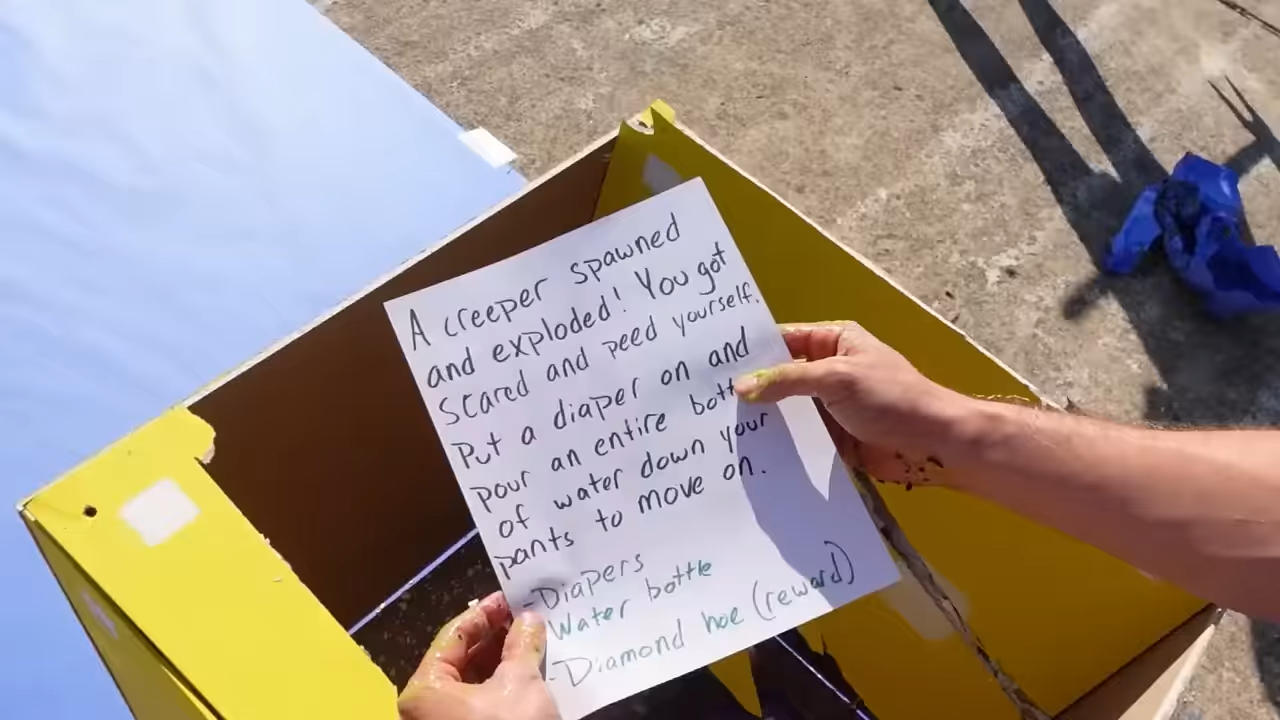 A creeper spawned
and exploded! You got
scared and peed yourself.
Put a diaper on and
pour an entire bott
of water down your
pants to move on.
-Diapers
Water bottle
-Diamond hoe (reward)